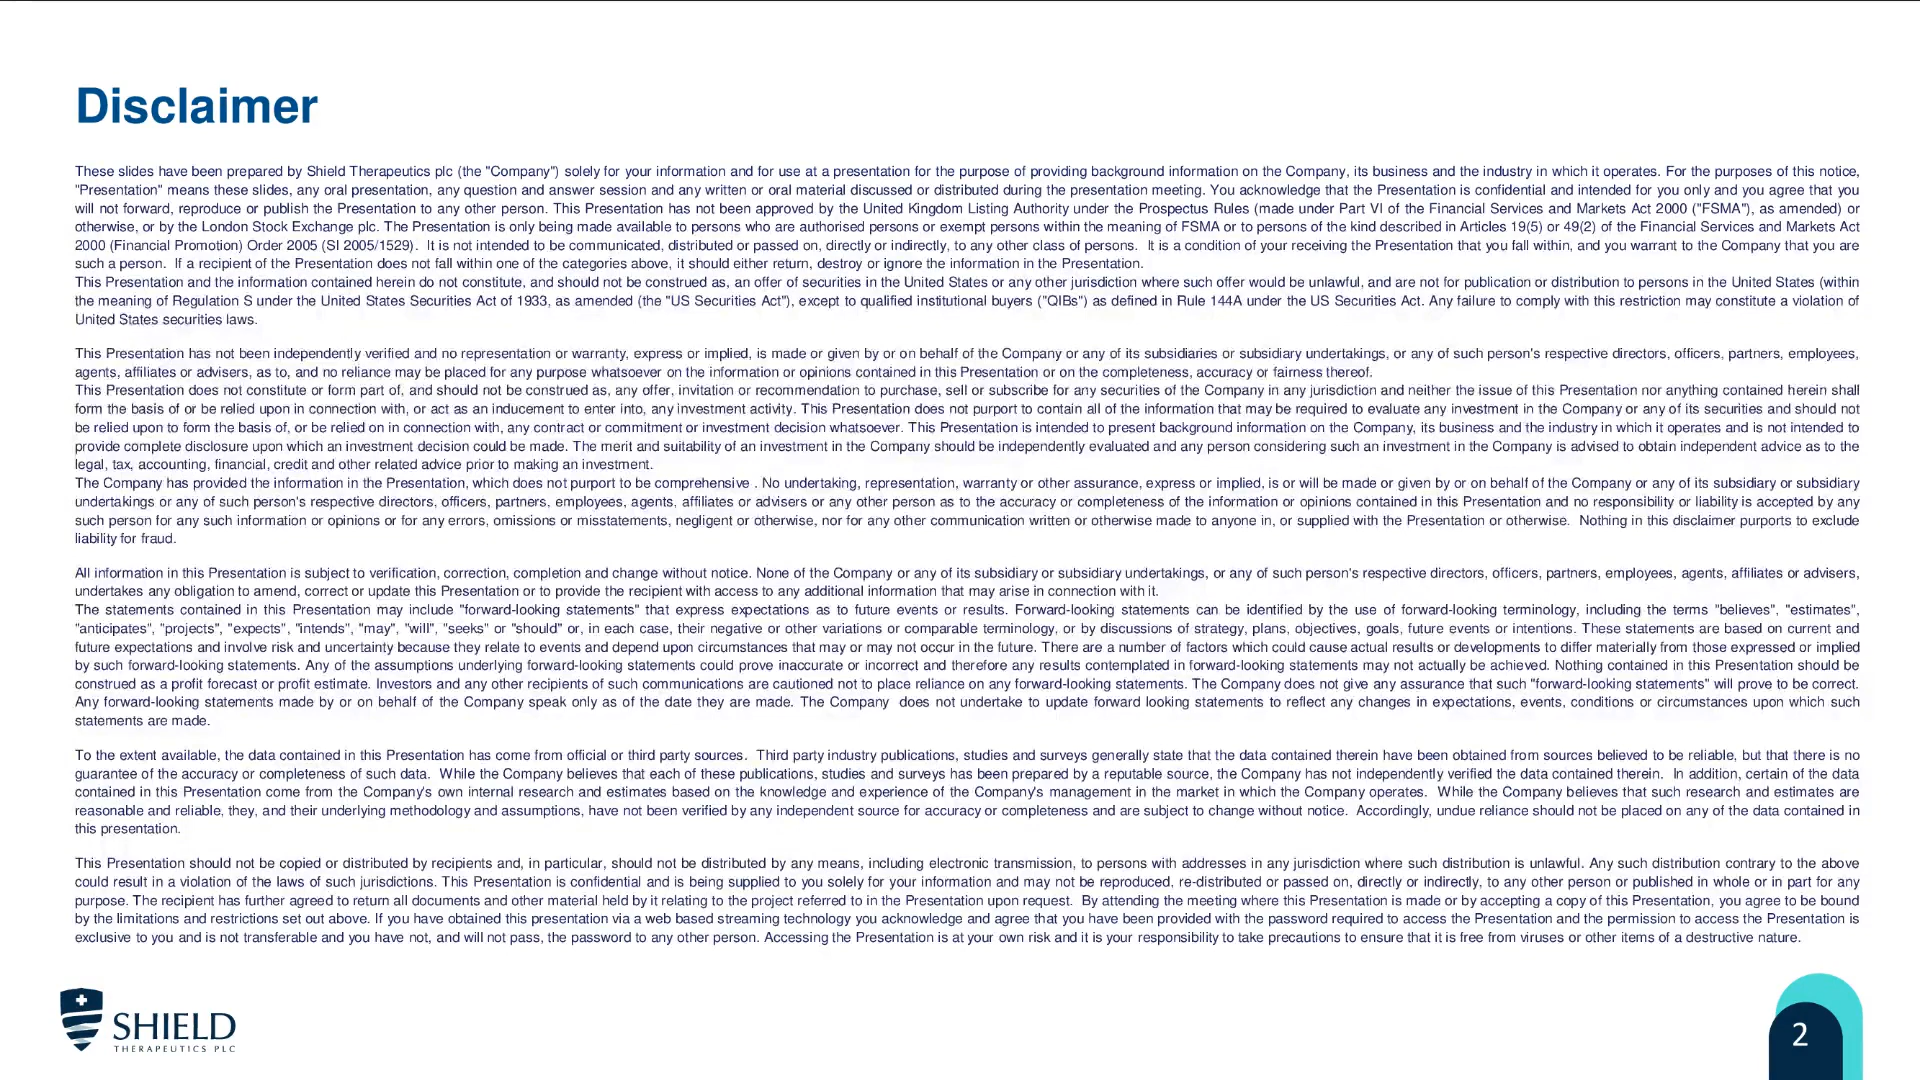 Disclaimer
These slides have been prepared by Shield Therapeutics plc (the "Company") solely for your information and for use at a presentation for the purpose of providing background information on the Company, its business and the industry in which it operates. For the purposes of this notice,
"Presentation" means these slides, any oral presentation, any question and answer session and any written or oral material discussed or distributed during the presentation meeting. You acknowledge that the Presentation is confidential and intended for you only and you agree that you
will not forward, reproduce or publish the Presentation to any other person. This Presentation has not been approved by the United Kingdom Listing Authority under the Prospectus Rules (made under Part VI of the Financial Services and Markets Act 2000 ("FSMA"), as amended) or
otherwise, or by the London Stock Exchange plc. The Presentation is only being made available to persons who are authorised persons or exempt persons within the meaning of FSMA or to persons of the kind described in Articles 19(5) or 49(2) of the Financial Services and Markets Act
2000 (Financial Promotion) Order 2005 (SI 2005/1529). It is not intended to be communicated, distributed or passed on, directly or indirectly, to any other class of persons. It is a condition of your receiving the Presentation that you fall within, and you warrant to the Company that you are
such a person. If a recipient of the Presentation does not fall within one of the categories above, it should either return, destroy or ignore the information in the Presentation.
This Presentation and the information contained herein do not constitute, and should not be construed as, an offer of securities in the United States or any other jurisdiction where such offer would be unlawful, and are not for publication or distribution to persons in the United States (within
the meaning of Regulation S under the United States Securities Act of 1933, as amended (the "US Securities Act"), except to qualified institutional buyers ("QIBs") as defined in Rule 144A under the US Securities Act. Any failure to comply with this restriction may constitute a violation of
United States securities laws.
This Presentation has not been independently verified and no representation or warranty, express or implied, is made or given by or on behalf of the Company or any of its subsidiaries or subsidiary undertakings, or any of such person's respective directors, officers, partners, employees,
agents, affiliates or advisers, as to, and no reliance may be placed for any purpose whatsoever on the information or opinions contained in this Presentation or on the completeness, accuracy or fairness thereof.
This Presentation does not constitute or form part of, and should not be construed as, any offer, invitation or recommendation to purchase, sell or subscribe for any securities of the Company in any jurisdiction and neither the issue of this Presentation nor anything contained herein shall
form the basis of or be relied upon in connection with, or act as an inducement to enter into, any investment activity. This Presentation does not purport to contain all of the information that may be required to evaluate any investment in the Company or any of its securities and should not
be relied upon to form the basis of, or be relied on in connection with, any contract or commitment or investment decision whatsoever. This Presentation is intended to present background information on the Company, its business and the industry in which it operates and is not intended to
provide complete disclosure upon which an investment decision could be made. The merit and suitability of an investment in the Company should be independently evaluated and any person considering such an investment in the Company is advised to obtain independent advice as to the
legal, tax, accounting, financial, credit and other related advice prior to making an investment.
The Company has provided the information in the Presentation, which does not purport to be comprehensive . No undertaking, representation, warranty or other assurance, express or implied, is or will be made or given by or on behalf of the Company or any of its subsidiary or subsidiary
undertakings or any of such person's respective directors, officers, partners, employees, agents, affiliates or advisers or any other person as to the accuracy or completeness of the information or opinions contained in this Presentation and no responsibility or liability is accepted by any
such person for any such information or opinions or for any errors, omissions or misstatements, negligent or otherwise, nor for any other communication written or otherwise made to anyone in, or supplied with the Presentation or otherwise. Nothing in this disclaimer purports to exclude
liability for fraud.
All information in this Presentation is subject to verification, correction, completion and change without notice. None of the Company or any of its subsidiary or subsidiary undertakings, or any of such person's respective directors, officers, partners, employees, agents, affiliates or advisers,
undertakes any obligation to amend, correct or update this Presentation or to provide the recipient with access to any additional information that may arise in connection with it.
The statements contained in this Presentation may include "forward-looking statements" that express expectations as to future events or results. Forward-looking statements can be identified by the use of forward-looking terminology, including the terms "believes", "estimates",
"anticipates", "projects", "expects", "intends", "may", "will", "seeks" or "should" or, in each case, their negative or other variations or comparable terminology, or by discussions of strategy, plans, objectives, goals, future events or intentions. These statements are based on current and
future expectations and involve risk and uncertainty because they relate to events and depend upon circumstances that may or may not occur in the future. There are a number of factors which could cause actual results or developments to differ materially from those expressed or implied
by such forward-looking statements. Any of the assumptions underlying forward-looking statements could prove inaccurate or incorrect and therefore any results contemplated in forward-looking statements may not actually be achieved. Nothing contained in this Presentation should be
construed as a profit forecast or profit estimate. Investors and any other recipients of such communications are cautioned not to place reliance on any forward-looking statements. The Company does not give any assurance that such "forward-looking statements" will prove to be correct.
Any forward-looking statements made by or on behalf of the Company speak only as of the date they are made. The Company does not undertake to update forward looking statements to reflect any changes in expectations, events, conditions or circumstances upon which such
statements are made.
To the extent available, the data contained in this Presentation has come from official or third party sources. Third party industry publications, studies and surveys generally state that the data contained therein have been obtained from sources believed to be reliable, but that there is no
guarantee of the accuracy or completeness of such data. While the Company believes that each of these publications, studies and surveys has been prepared by a reputable source, the Company has not independently verified the data contained therein. In addition, certain of the data
contained in this Presentation come from the Company's own internal research and estimates based on the knowledge and experience of the Company's management in the market in which the Company operates. While the Company believes that such research and estimates are
reasonable and reliable, they, and their underlying methodology and assumptions, have not been verified by any independent source for accuracy or completeness and are subject to change without notice. Accordingly, undue reliance should not be placed on any of the data contained in
this presentation.
This Presentation should not be copied or distributed by recipients and, in particular, should not be distributed by any means, including electronic transmission, to persons with addresses in any jurisdiction where such distribution is unlawful. Any such distribution contrary to the above
could result in a violation of the laws of such jurisdictions. This Presentation is confidential and is being supplied to you solely for your information and may not be reproduced, re-distributed or passed on, directly or indirectly, to any other person or published in whole or in part for any
purpose. The recipient has further agreed to return all documents and other material held by it relating to the project referred to in the Presentation upon request. By attending the meeting where this Presentation is made or by accepting a copy of this Presentation, you agree to be bound
by the limitations and restrictions set out above. If you have obtained this presentation via a web based streaming technology you acknowledge and agree that you have been provided with the password required to access the Presentation and the permission to access the Presentation is
exclusive to you and is not transferable and you have not, and will not pass, the password to any other person. Accessing the Presentation is at your own risk and it is your responsibility to take precautions to ensure that it is free from viruses or other items of a destructive nature.
SHIELD
THERAPEUTICS PLC
2